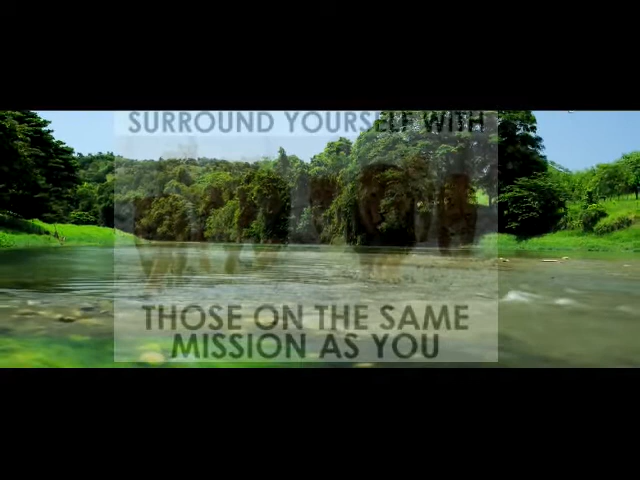 SURROUND YOURSELF WITH
THOSE ON THE SAME
MISSION AS YOU